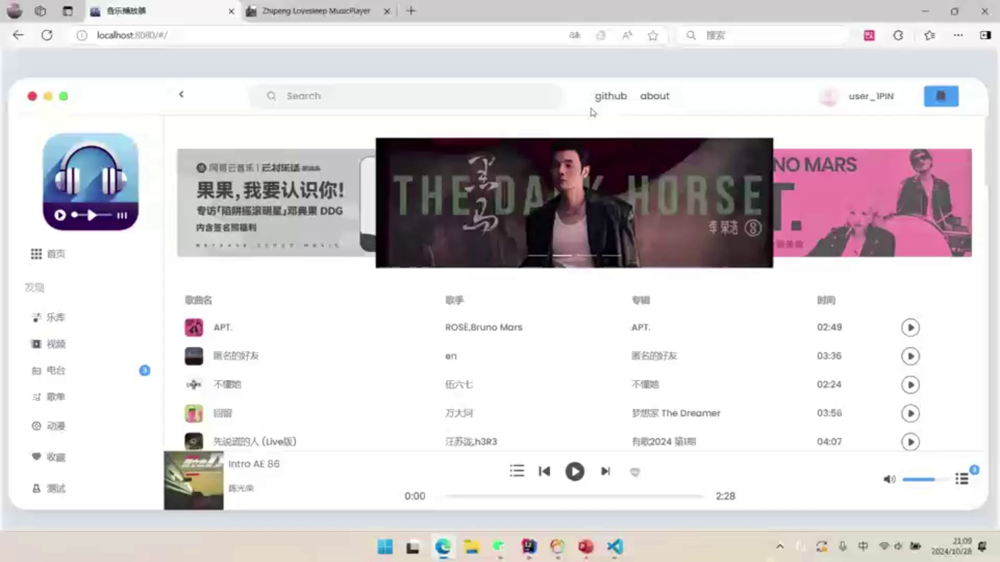 音乐播放器
Zhipeng Lovesleep MusicPlayer
localhost:8080/#/
搜索
Search
github
about
user_1PIN
网易云音乐
果果,我要认识你!
专访「陷阱摇滚明星」邓典果 DDG
内含签名照福利
NETEASE CLOUD MUSIC
黑马
THE DARK HORSE
李荣浩
NO MARS
T.
首页
发现
乐库
视频
电台
3
歌单
动漫
收藏
测试
歌曲名 歌手 专辑 时间
APT. ROSÉ,Bruno Mars APT. 02:49
匿名的好友 en 匿名的好友 03:36
不懂她 伍六七 不懂她 02:24
回留 万大同 梦想家 The Dreamer 03:56
先说谎的人 (Live版) 汪苏泷,h3R3 有歌2024 第1期 04:07
Intro AE 86
陈光荣
0:00
2:28
3
中
21:09
2024/10/28